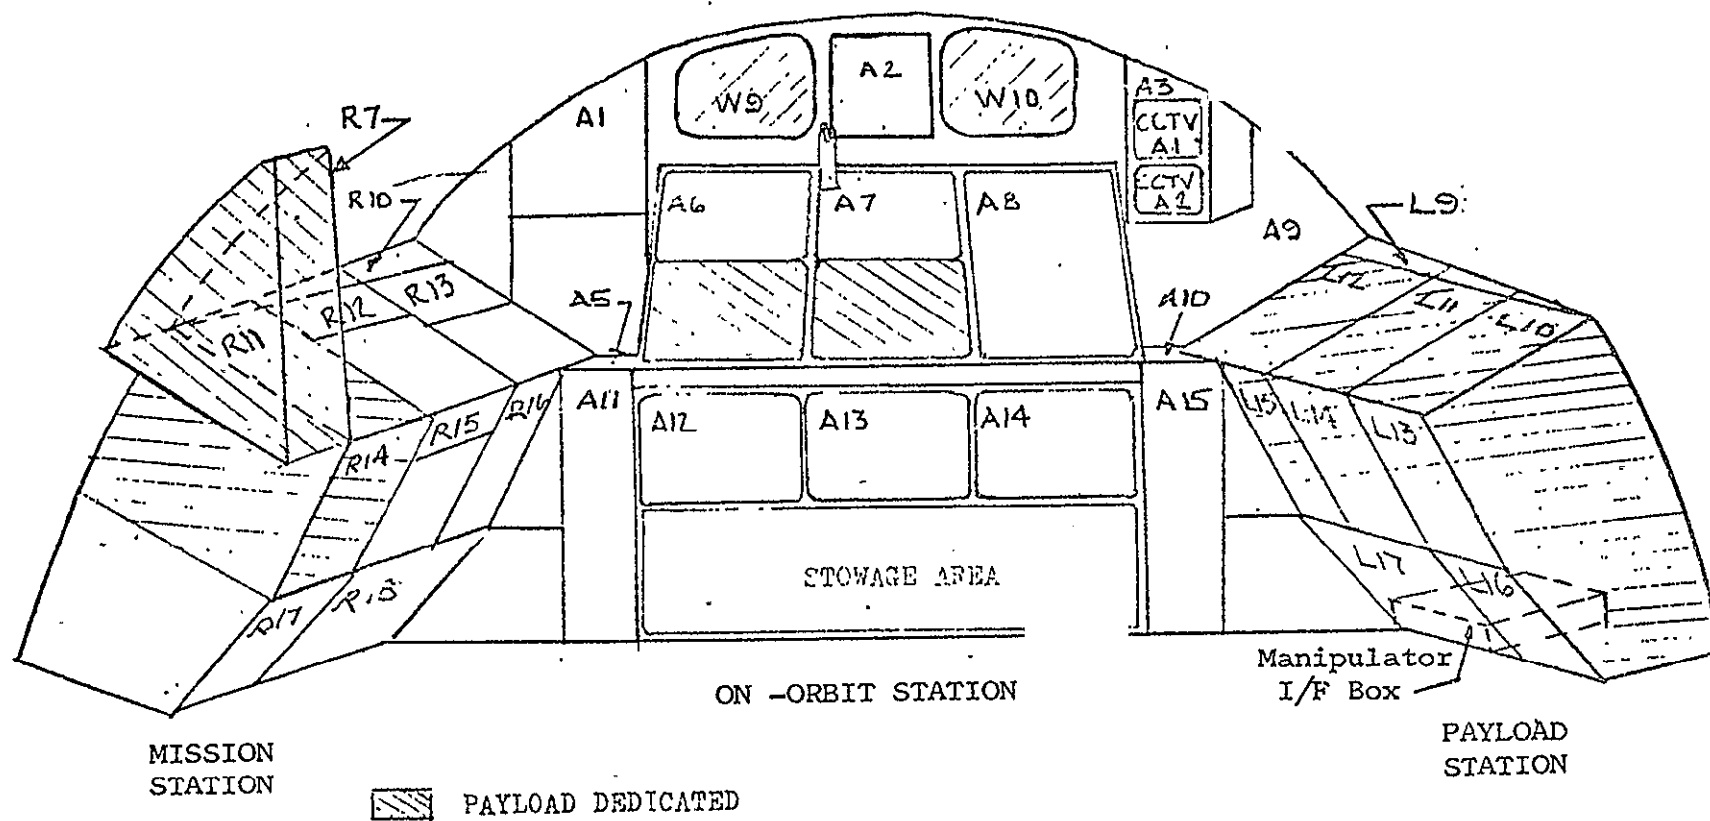 A2
W9
W10
A3
A1
CCTV
A1
R7
CCTV
A2
R10
A6
A7
A8
L9
A9
R13
R12
L12
L11
L10
R11
A5
A10
R16
A11
A15
R15
A12
A13
A14
L15
L14
L13
R14
STOWAGE AREA
L17
L16
R17
R18
Manipulator
I/F Box
ON -ORBIT STATION
MISSION
STATION
PAYLOAD
STATION
PAYLOAD DEDICATED